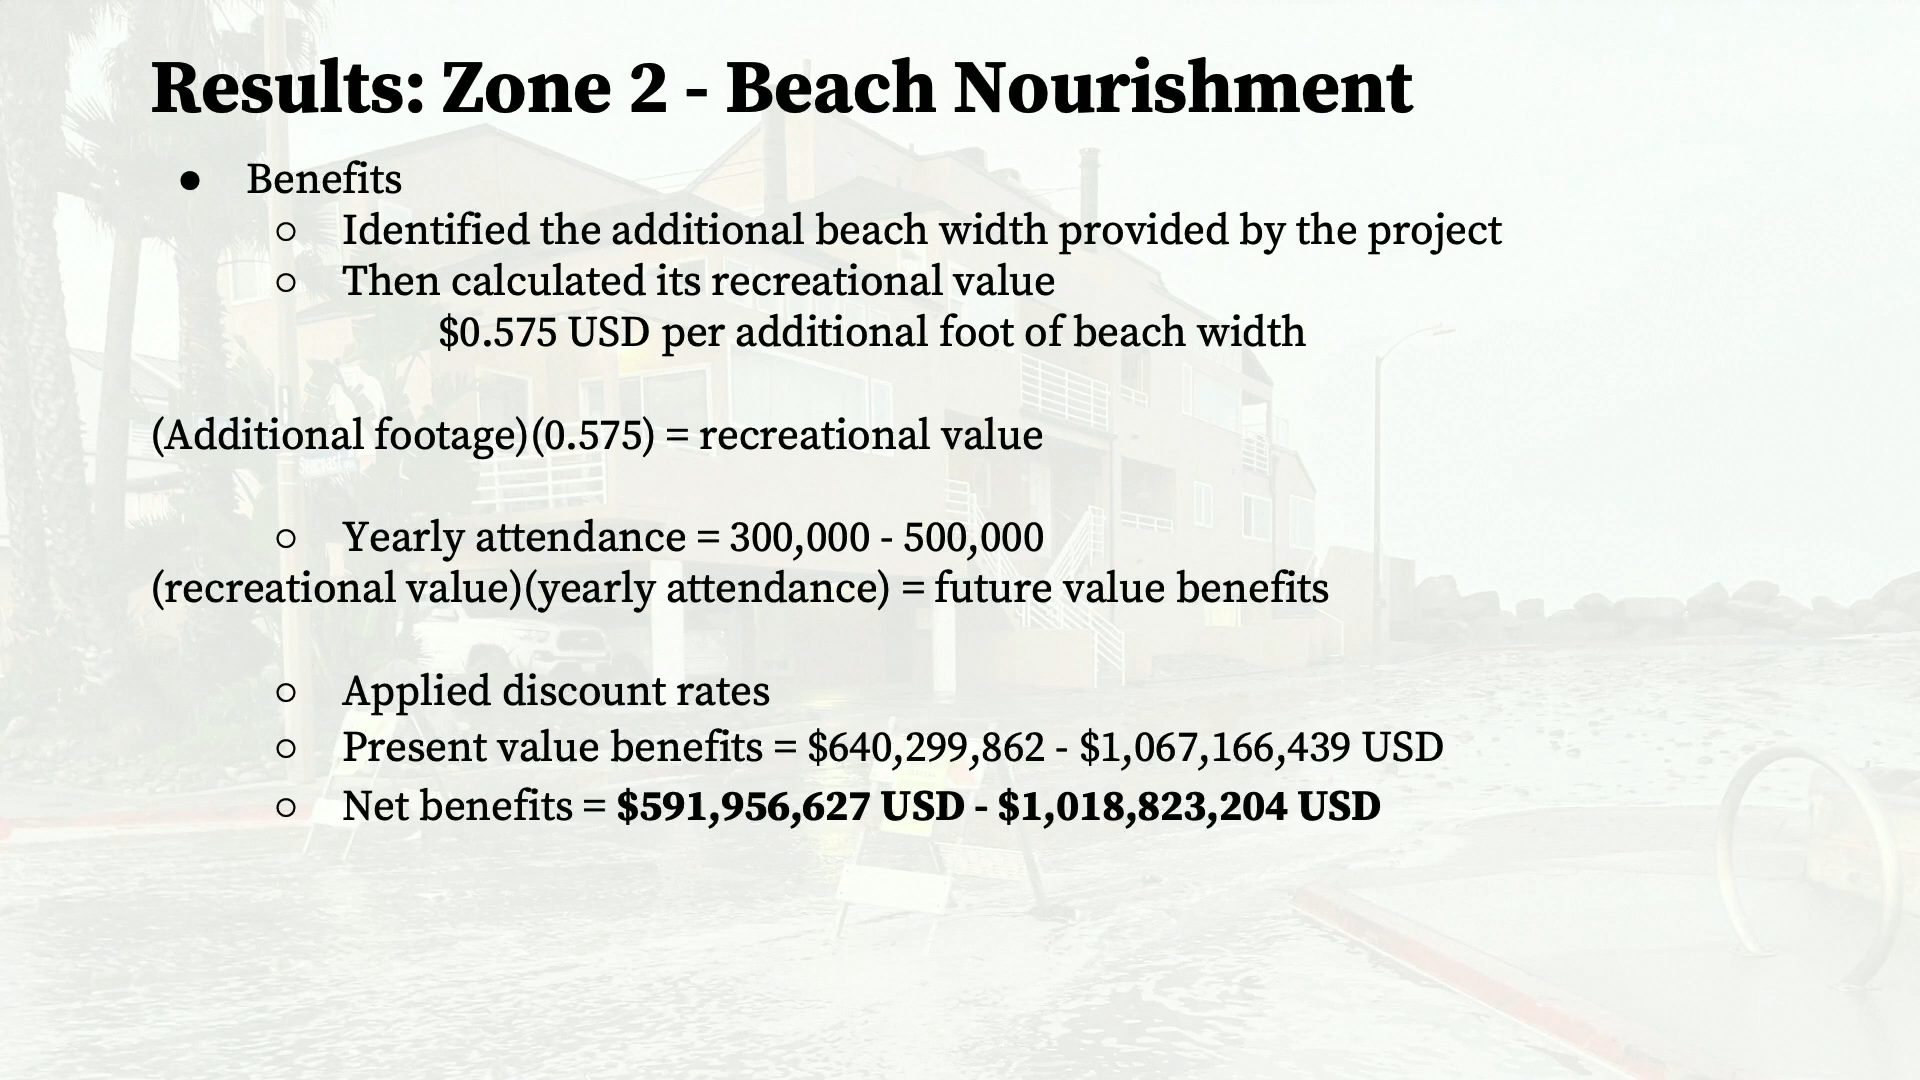 Results: Zone 2 - Beach Nourishment
● Benefits
○ Identified the additional beach width provided by the project
○ Then calculated its recreational value
$0.575 USD per additional foot of beach width
(Additional footage)(0.575) = recreational value
○ Yearly attendance = 300,000 - 500,000
(recreational value)(yearly attendance) = future value benefits
○ Applied discount rates
○ Present value benefits = $640,299,862 - $1,067,166,439 USD
○ Net benefits = $591,956,627 USD - $1,018,823,204 USD